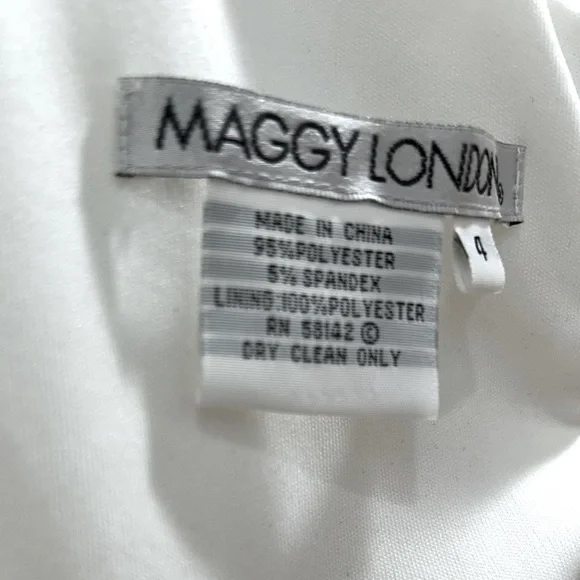 MAGGY LONDON®
4
MADE IN CHINA
95%POLYESTER
5% SPANDEX
LINING:100%POLYESTER
RN 58142 ©
DRY CLEAN ONLY